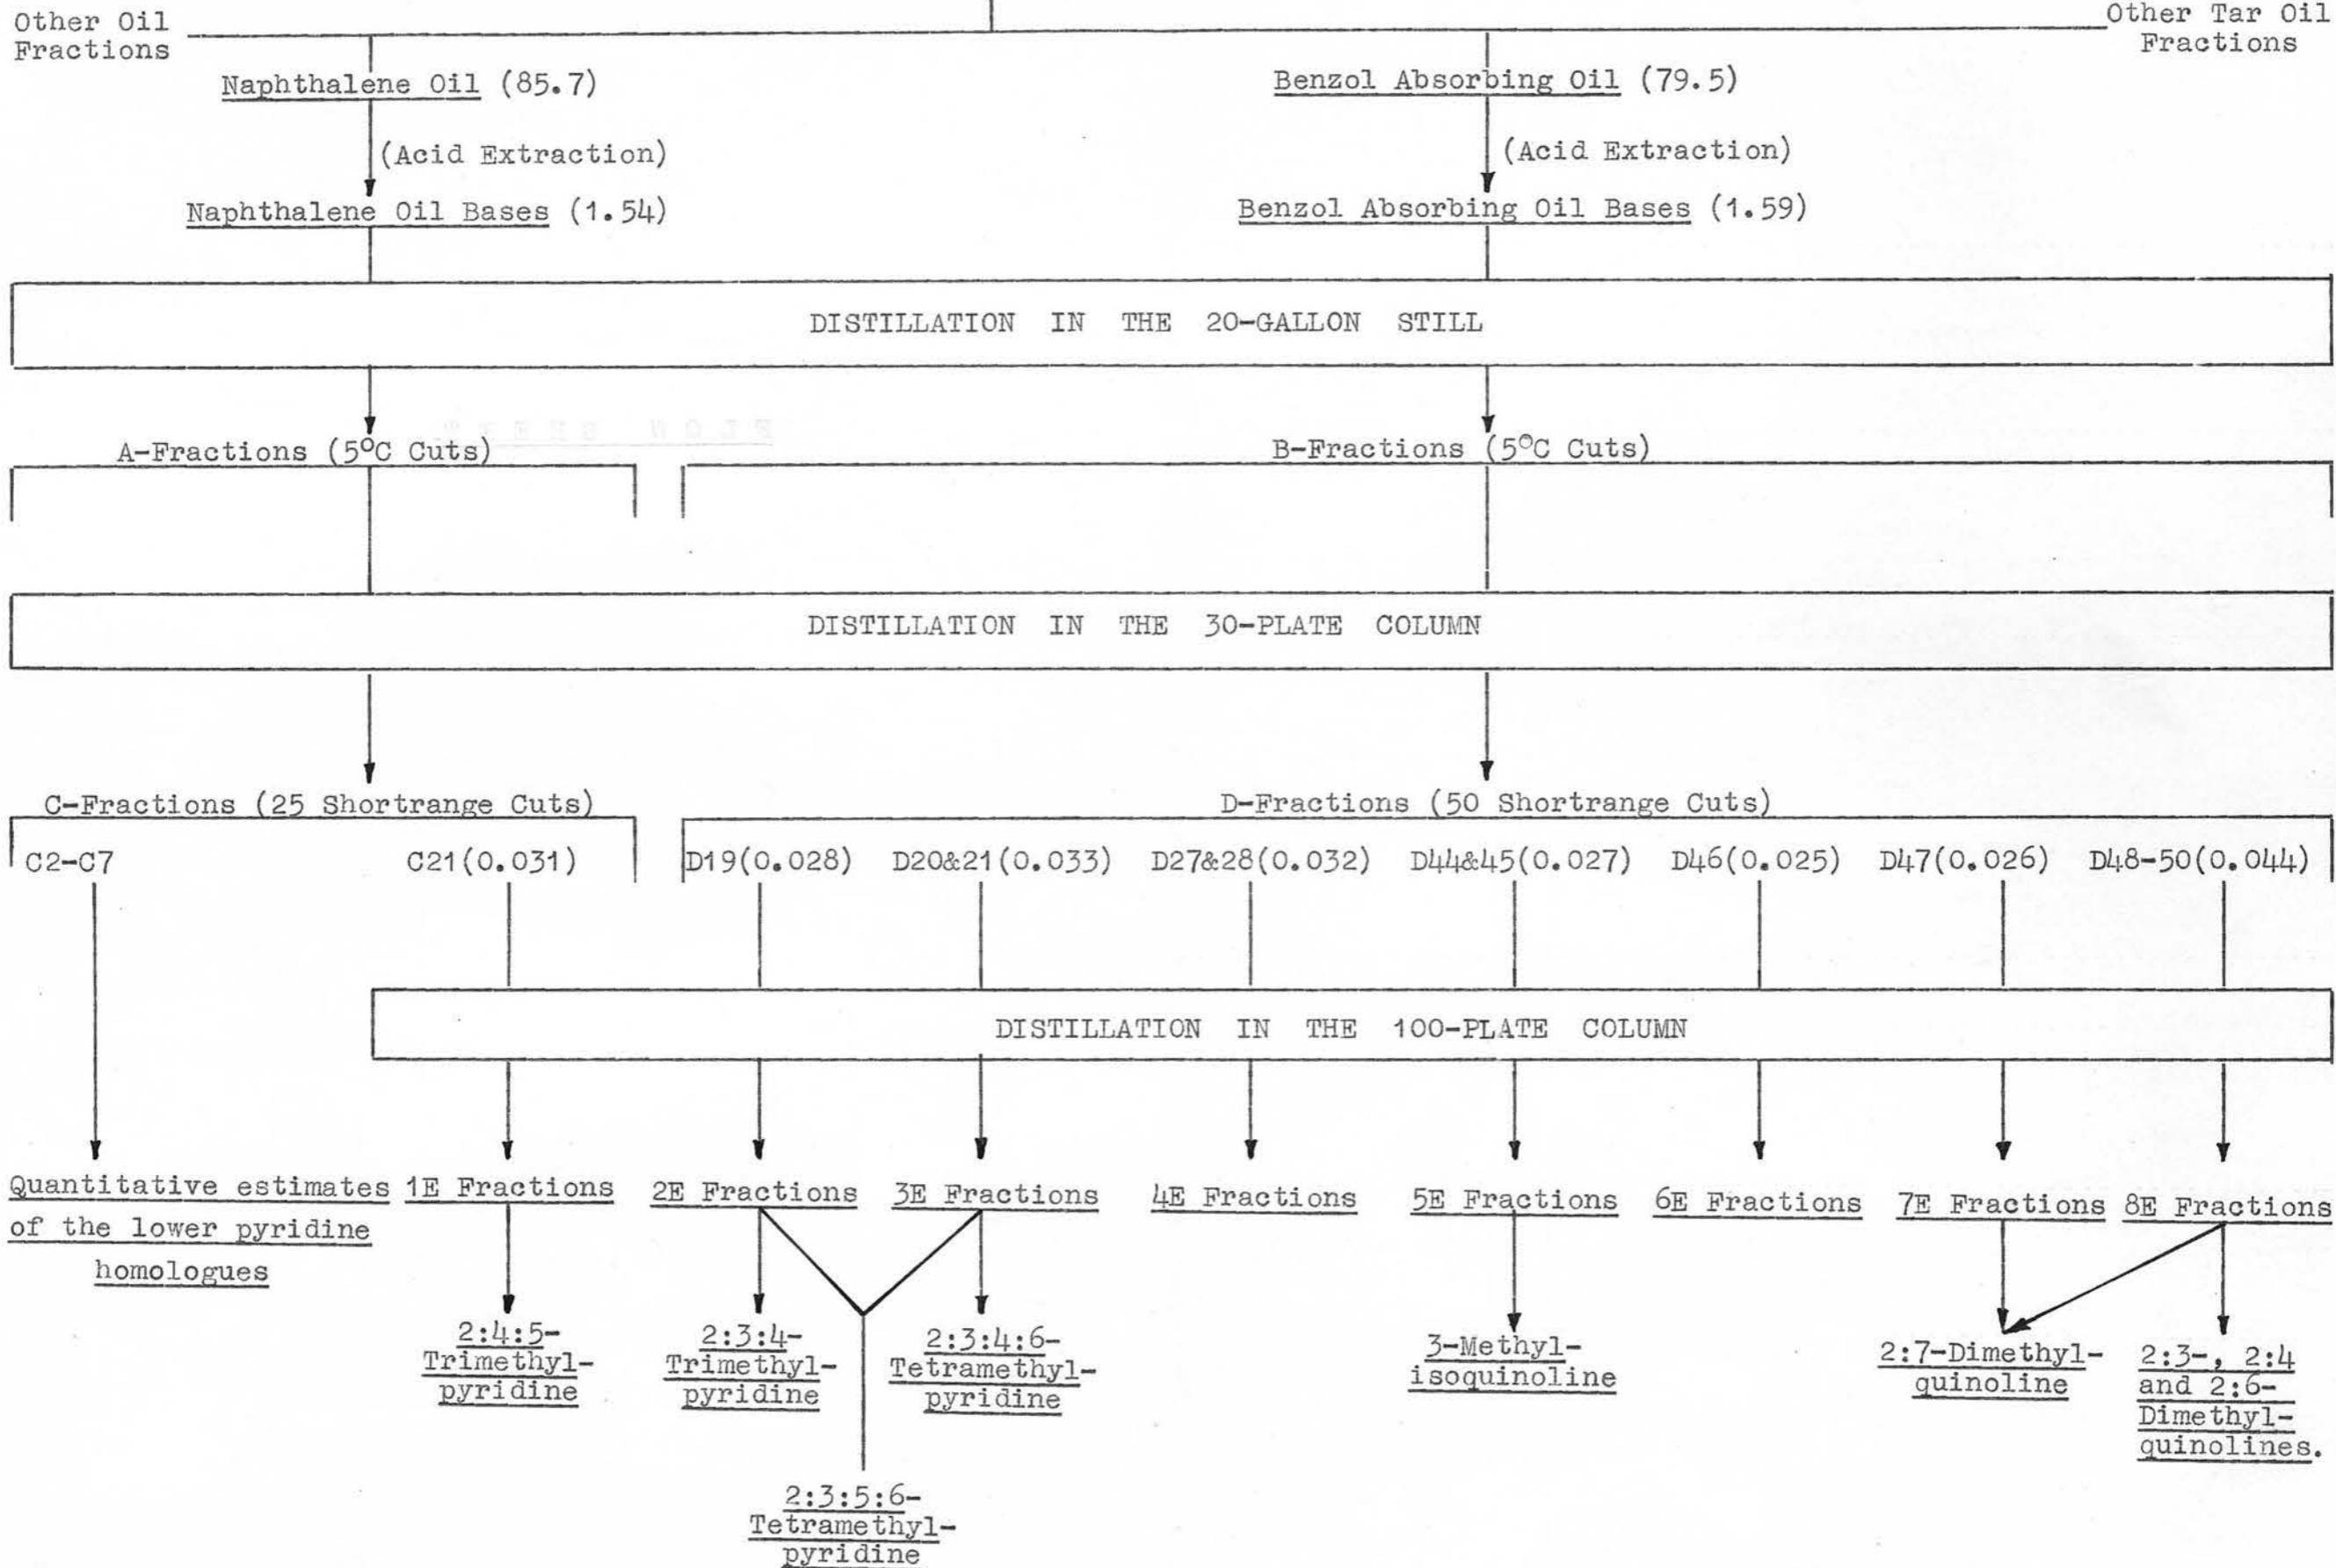 Other Oil
Fractions
Other Tar Oil
Fractions
Naphthalene Oil (85.7)
Benzol Absorbing Oil (79.5)
(Acid Extraction)
(Acid Extraction)
Naphthalene Oil Bases (1.54)
Benzol Absorbing Oil Bases (1.59)
DISTILLATION IN THE 20-GALLON STILL
FLOW SHEET
A-Fractions (5°C Cuts)
B-Fractions (5°C Cuts)
DISTILLATION IN THE 30-PLATE COLUMN
C-Fractions (25 Shortrange Cuts)
D-Fractions (50 Shortrange Cuts)
C2-C7
C21(0.031)
D19(0.028)
D20&21(0.033)
D27&28(0.032)
D44&45(0.027)
D46(0.025)
D47(0.026)
D48-50(0.044)
DISTILLATION IN THE 100-PLATE COLUMN
Quantitative estimates
of the lower pyridine
homologues
1E Fractions
2E Fractions
3E Fractions
4E Fractions
5E Fractions
6E Fractions
7E Fractions
8E Fractions
2:4:5-
Trimethyl-
pyridine
2:3:4-
Trimethyl-
pyridine
2:3:4:6-
Tetramethyl-
pyridine
3-Methyl-
isoquinoline
2:7-Dimethyl-
quinoline
2:3-, 2:4
and 2:6-
Dimethyl-
quinolines.
2:3:5:6-
Tetramethyl-
pyridine